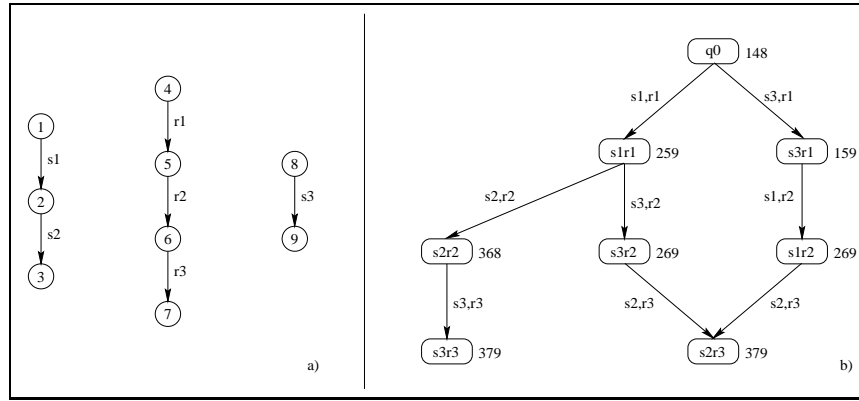 1
s1
2
s2
3
4
r1
5
r2
6
r3
7
8
s3
9
a)
q0 148
s1,r1 s3,r1
s1r1 259 s3r1 159
s2,r2 s3,r2 s1,r2
s2r2 368 s3r2 269 s1r2 269
s3,r3 s2,r3 s2,r3
s3r3 379 s2r3 379
b)